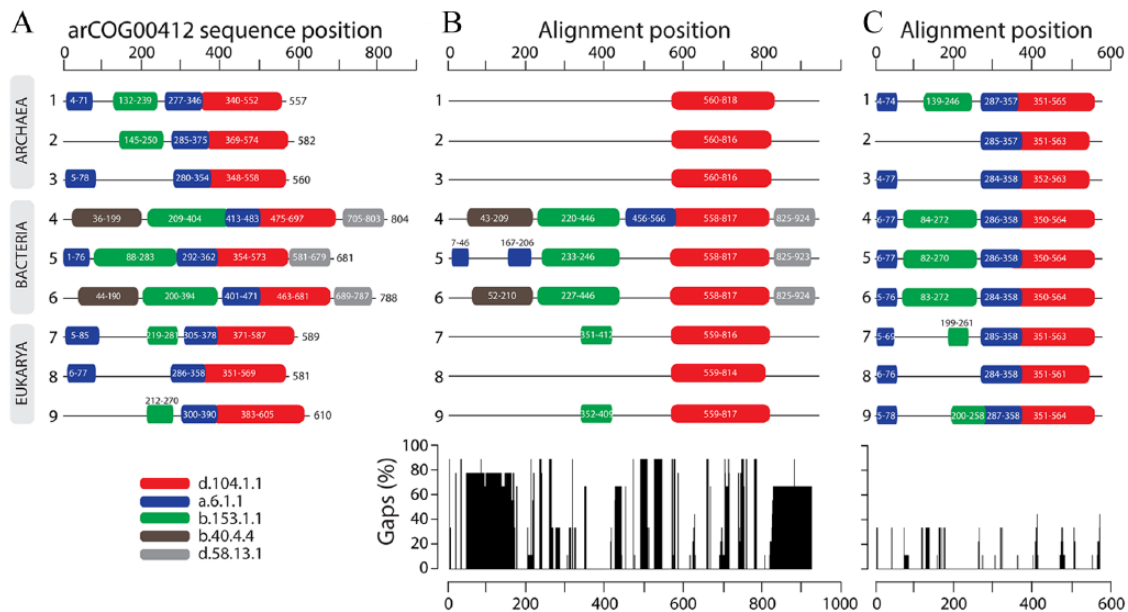 A
arCOG00412 sequence position
0 200 400 600 800
ARCHAEA
1 4-71 132-239 277-346 340-552 557
2 145-250 285-375 369-574 582
3 5-78 280-354 348-558 560
BACTERIA
4 36-199 209-404 413-483 475-697 705-803 804
5 1-76 88-283 292-362 354-573 581-679 681
6 44-190 200-394 401-471 463-681 689-787 788
EUKARYA
7 5-85 219-281 305-378 371-587 589
8 6-77 286-358 351-569 581
212-270
9 300-390 383-605 610
d.104.1.1
a.6.1.1
b.153.1.1
b.40.4.4
d.58.13.1
B
Alignment position
0 200 400 600 800
1 560-818
2 560-816
3 560-816
4 43-209 220-446 456-566 558-817 825-924
7-46 167-206
5 233-246 558-817 825-923
6 52-210 227-446 558-817 825-924
7 351-412 559-816
8 559-814
9 352-409 559-817
Gaps (%)
100
80
60
40
20
0
0 200 400 600 800 1000
C
Alignment position
0 200 400 600
1 4-74 139-246 287-357 351-565
2 285-357 351-563
3 4-77 284-358 352-563
4 6-77 84-272 286-358 350-564
5 6-77 82-270 286-358 350-564
6 5-76 83-272 284-358 350-564
199-261
7 5-69 285-358 351-563
8 6-76 284-358 351-561
9 5-78 200-258 287-358 351-564
0 200 400 600